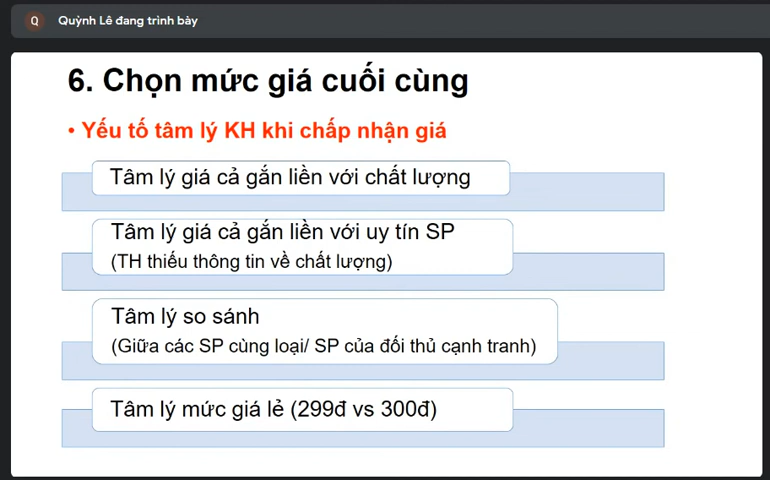 Q Quỳnh Lê đang trình bày
6. Chọn mức giá cuối cùng
• Yếu tố tâm lý KH khi chấp nhận giá
Tâm lý giá cả gắn liền với chất lượng
Tâm lý giá cả gắn liền với uy tín SP
(TH thiếu thông tin về chất lượng)
Tâm lý so sánh
(Giữa các SP cùng loại/ SP của đối thủ cạnh tranh)
Tâm lý mức giá lẻ (299đ vs 300đ)